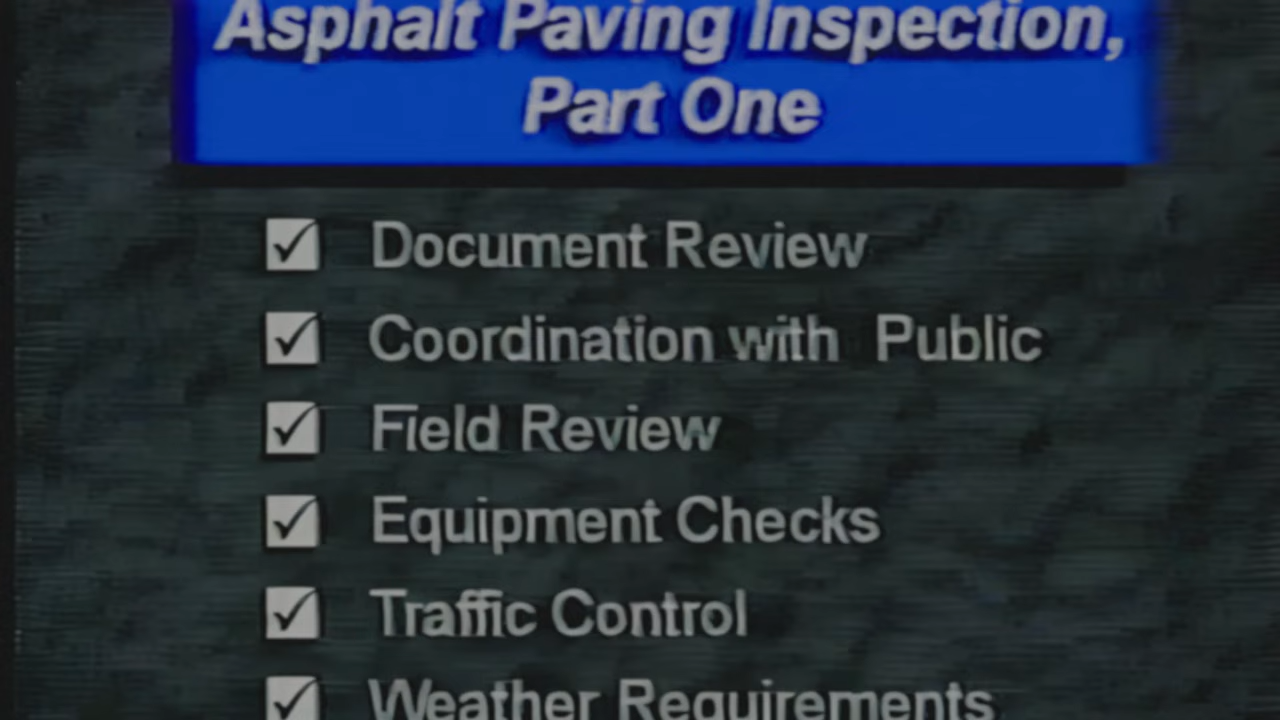 Asphalt Paving Inspection,
Part One
Document Review
Coordination with Public
Field Review
Equipment Checks
Traffic Control
Weather Requirements